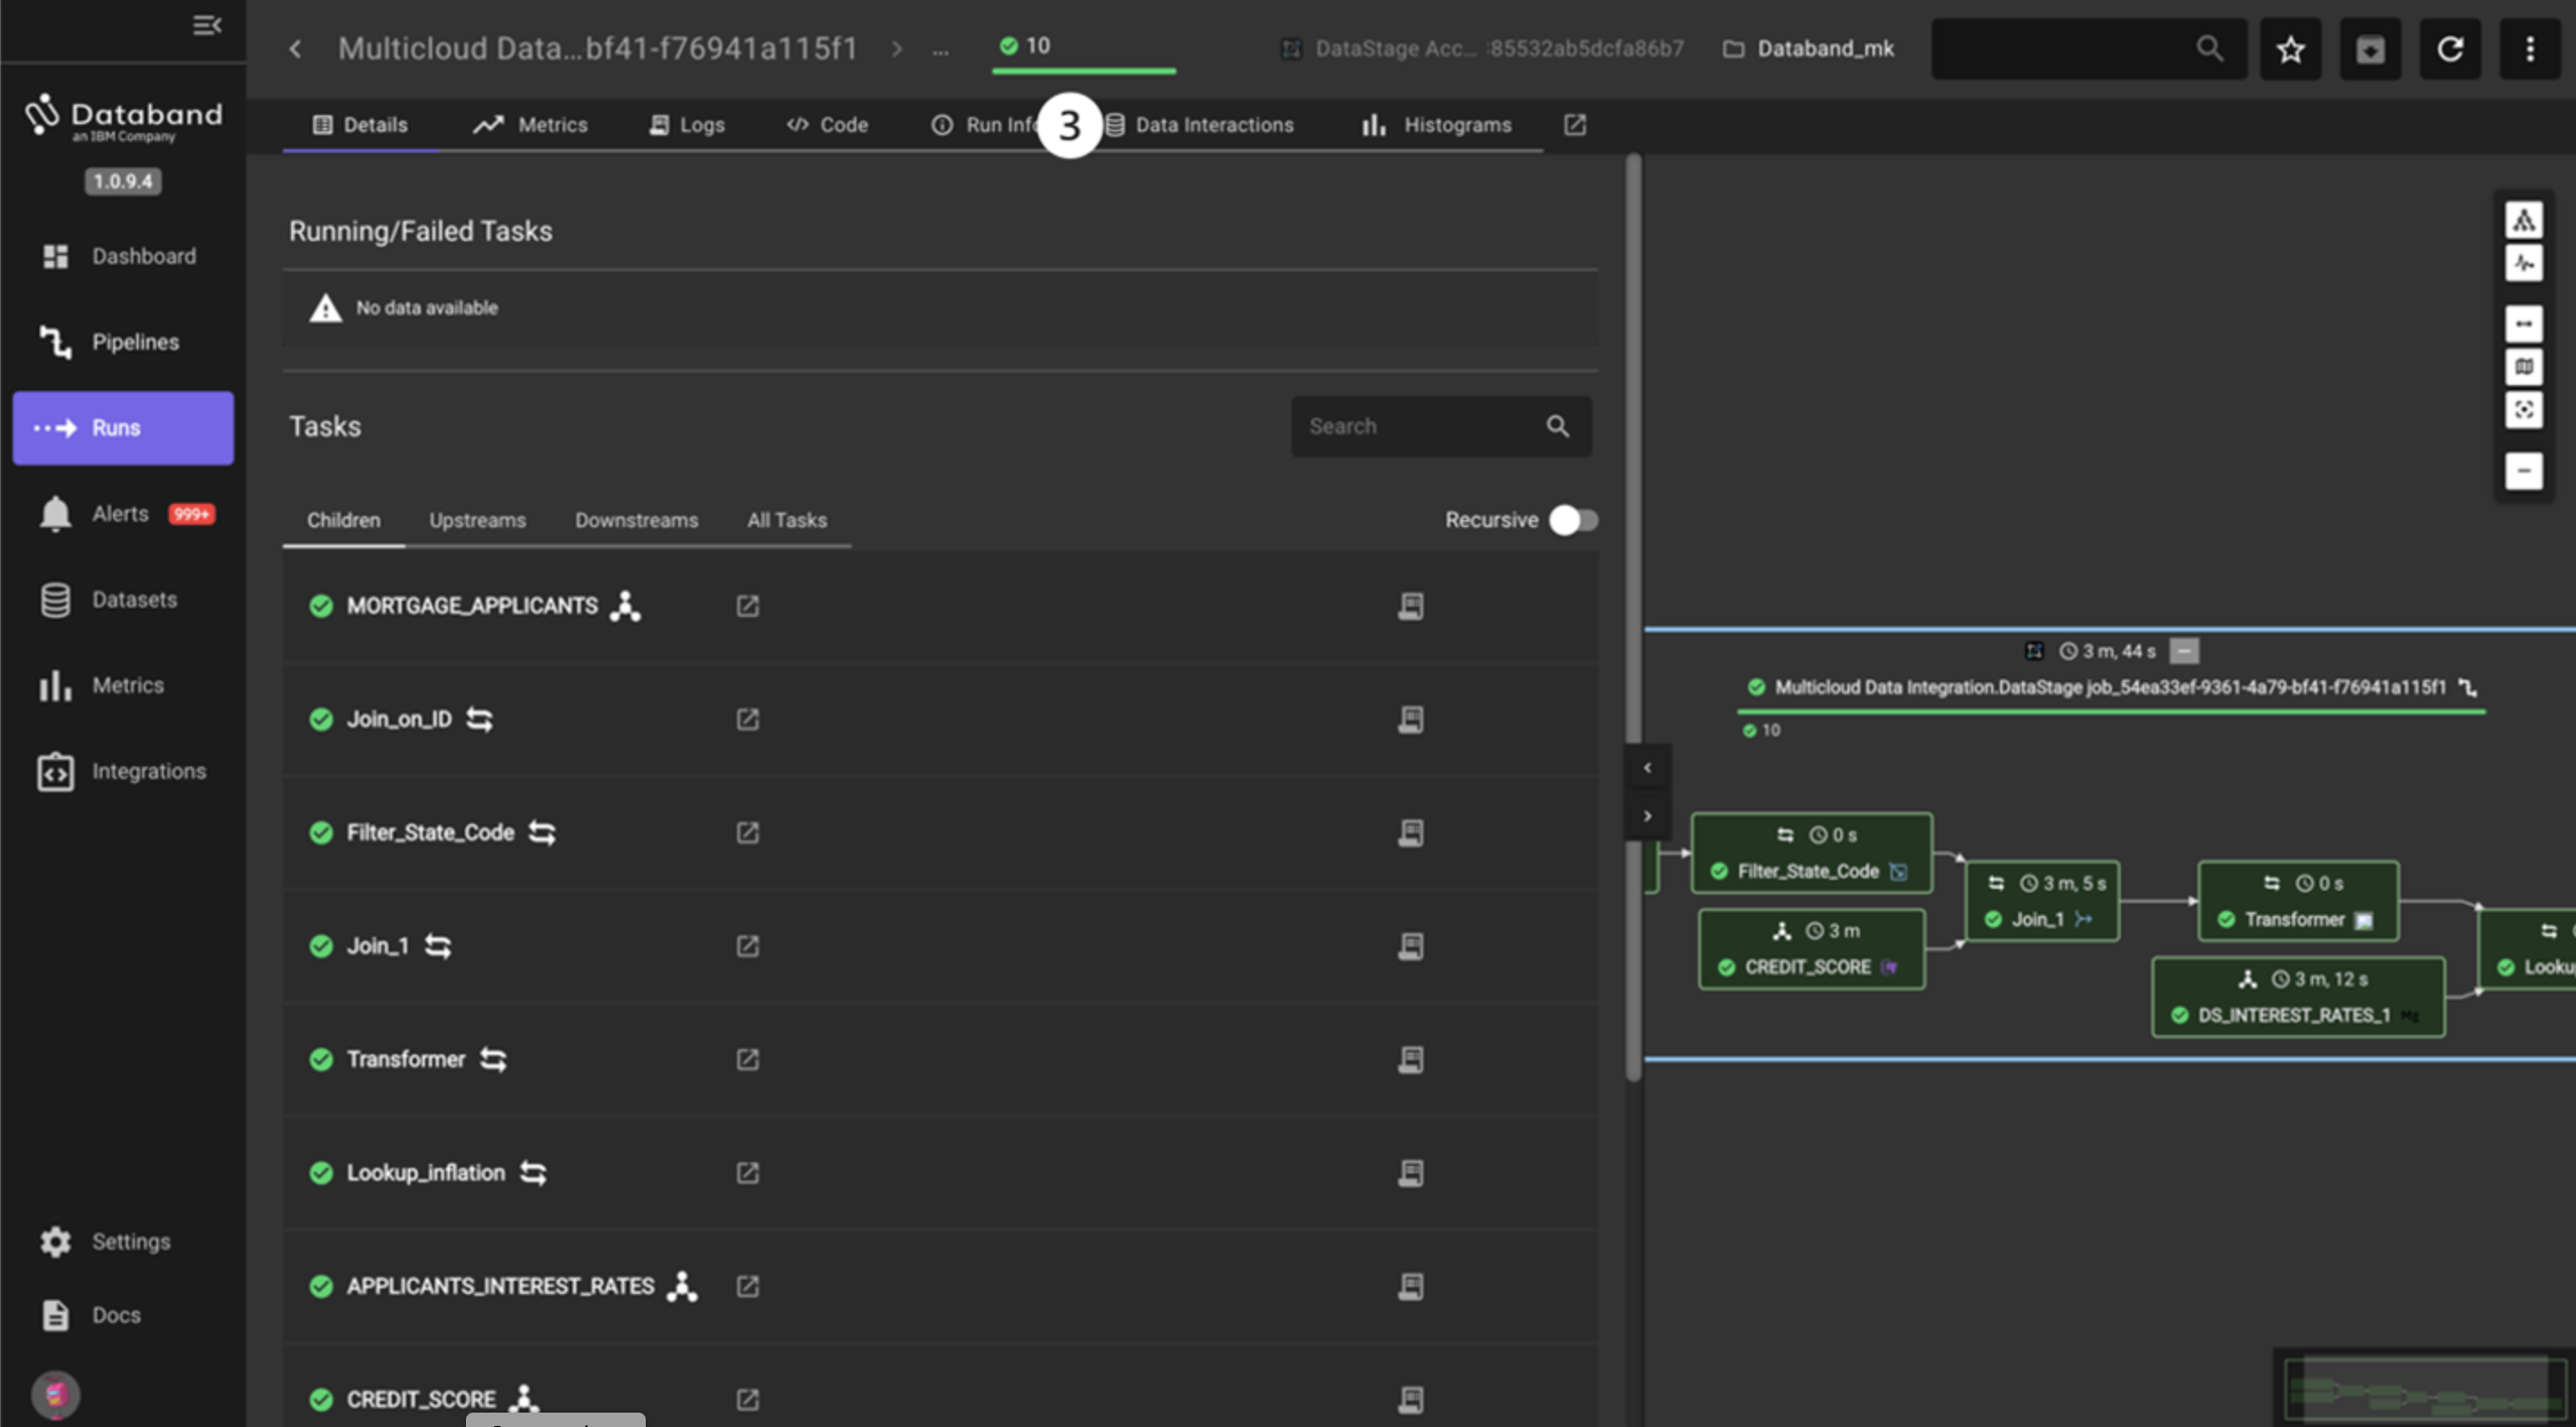 Multicloud Data...bf41-f76941a115f1 > ... 10 DataStage Acc... :85532ab5dcfa86b7 Databand_mk
Databand
an IBM Company
1.0.9.4
Dashboard
Pipelines
Runs
Alerts 999+
Datasets
Metrics
Integrations
Settings
Docs
Details Metrics Logs Code Run Info 3 Data Interactions Histograms
Running/Failed Tasks
No data available
Tasks
Search
Children Upstreams Downstreams All Tasks Recursive
MORTGAGE_APPLICANTS
Join_on_ID
Filter_State_Code
Join_1
Transformer
Lookup_inflation
APPLICANTS_INTEREST_RATES
CREDIT_SCORE
3 m, 44 s
Multicloud Data Integration.DataStage job_54ea33ef-9361-4a79-bf41-f76941a115f1
10
0 s
Filter_State_Code
3 m
CREDIT_SCORE
3 m, 5 s
Join_1
0 s
Transformer
3 m, 12 s
DS_INTEREST_RATES_1 Mg
Looku